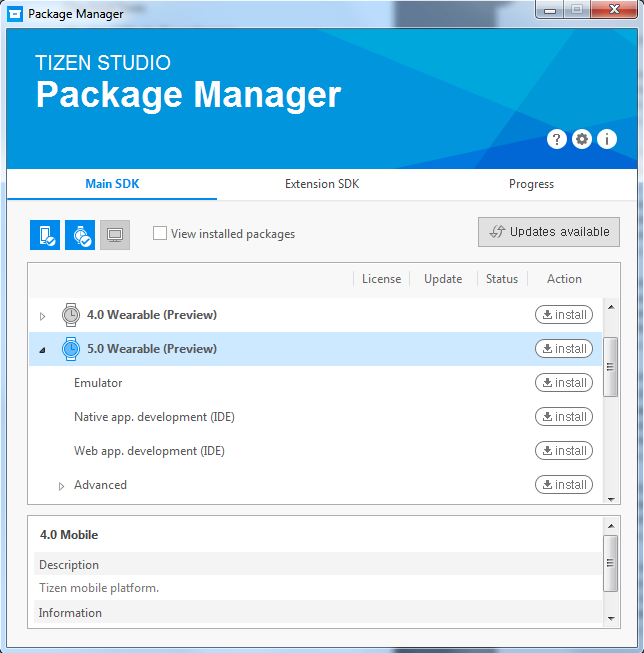 Package Manager
TIZEN STUDIO
Package Manager
? i
Main SDK Extension SDK Progress
View installed packages Updates available
License Update Status Action
4.0 Wearable (Preview) install
5.0 Wearable (Preview) install
Emulator install
Native app. development (IDE) install
Web app. development (IDE) install
Advanced install
4.0 Mobile
Description
Tizen mobile platform.
Information